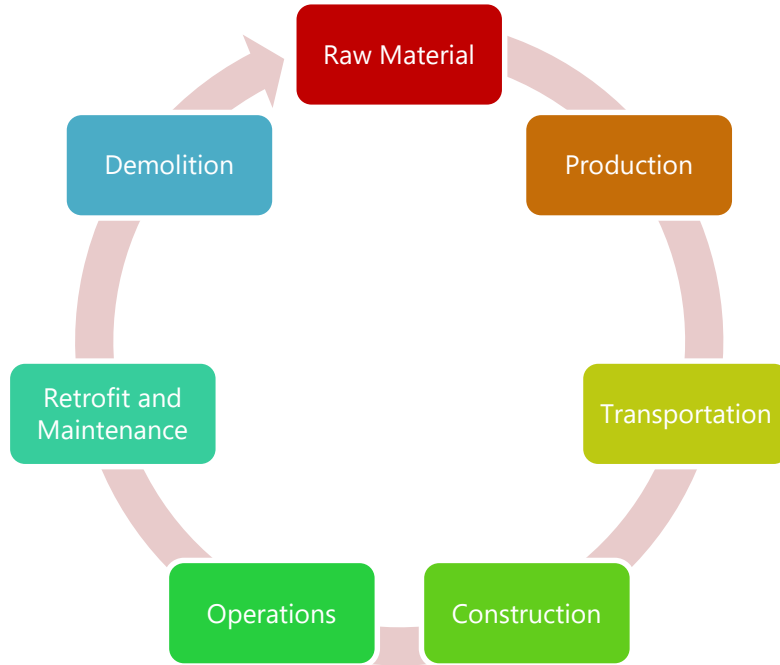 Raw Material
Production
Transportation
Construction
Operations
Retrofit and
Maintenance
Demolition